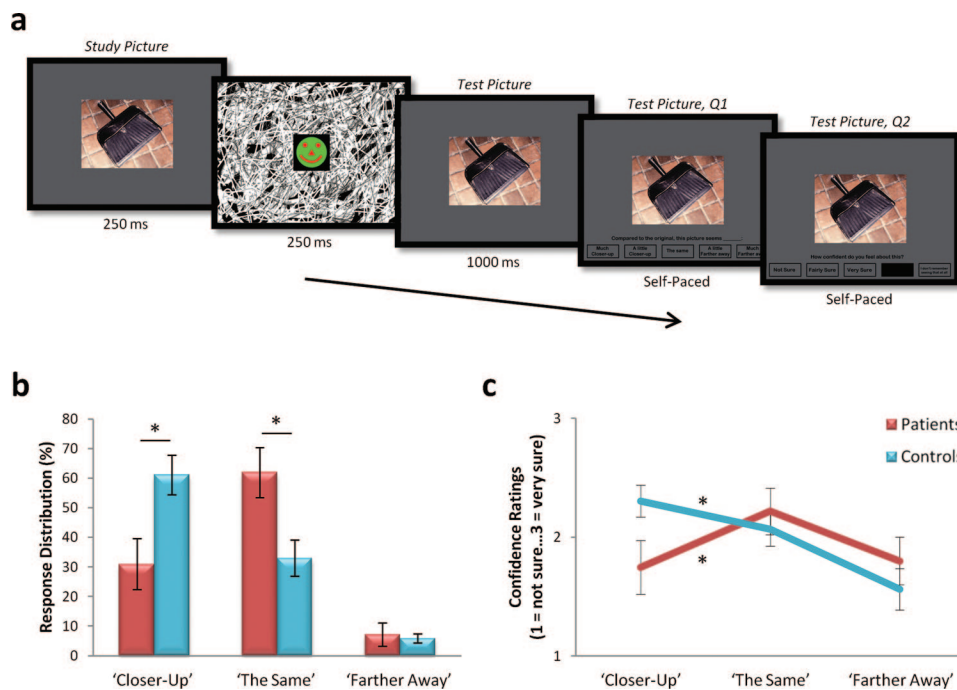 a
Study Picture
250 ms
250 ms
Test Picture
1000 ms
Test Picture, Q1
Compared to the original, this picture seems ______.
Much Closer-up
A little Closer-up
The same
A little Farther away
Much Farther
Self-Paced
Test Picture, Q2
How confident do you feel about this?
Not Sure
Fairly Sure
Very Sure
Self-Paced
b
Response Distribution (%)
80
70
60
50
40
30
20
10
0
*
*
'Closer-Up'
'The Same'
'Farther Away'
c
Confidence Ratings
(1 = not sure...3 = very sure)
3
2
1
*
*
Patients
Controls
'Closer-Up'
'The Same'
'Farther Away'